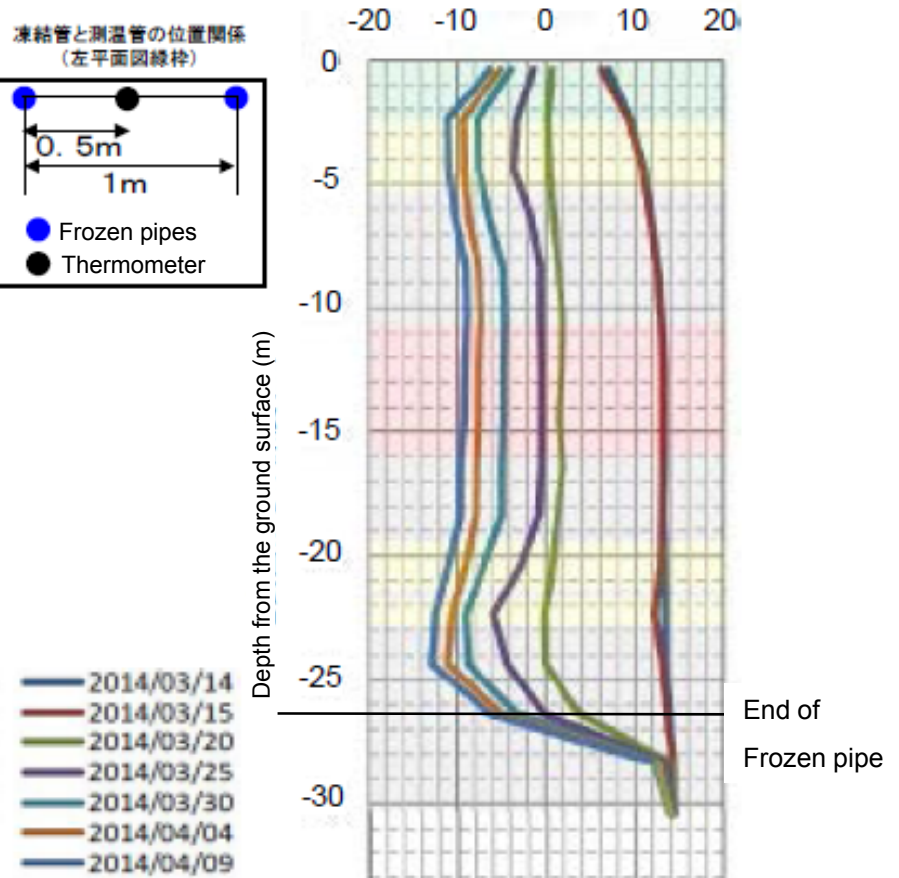 凍結管と測温管の位置関係
(左平面図緑枠)
0. 5m
1m
Frozen pipes
Thermometer
-20 -10 0 10 20
0
-5
-10
-15
-20
-25
-30
Depth from the ground surface (m)
2014/03/14
2014/03/15
2014/03/20
2014/03/25
2014/03/30
2014/04/04
2014/04/09
End of
Frozen pipe